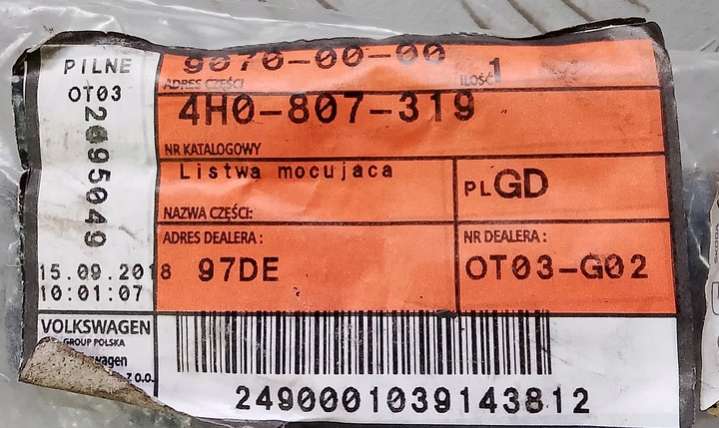 PILNE
OT03
2495049
15.09.2018
10:01:07
9070-00-00
ADRES CZĘŚCI
ILOŚĆ 1
4H0-807-319
NR KATALOGOWY
Listwa mocujaca
PL GD
NAZWA CZĘŚCI:
ADRES DEALERA :
NR DEALERA :
97DE
OT03-G02
VOLKSWAGEN
GROUP POLSKA
z o.o.
2490001039143812